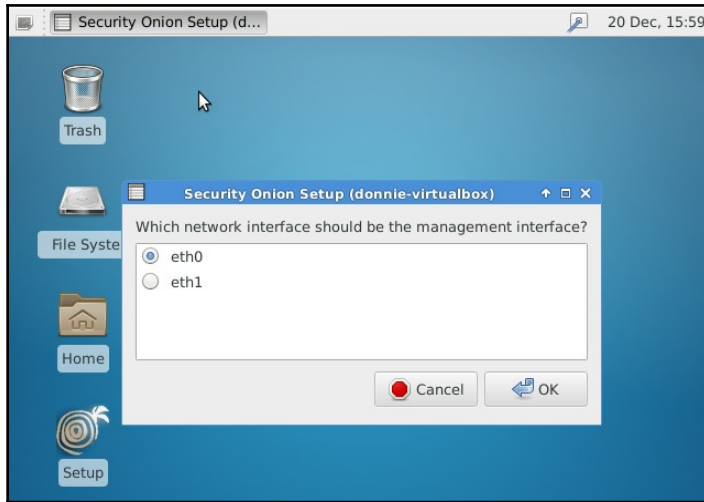 Security Onion Setup (d...
20 Dec, 15:59
Trash
Security Onion Setup (donnie-virtualbox)
Which network interface should be the management interface?
File Syste
eth0
eth1
Home
Cancel
OK
Setup